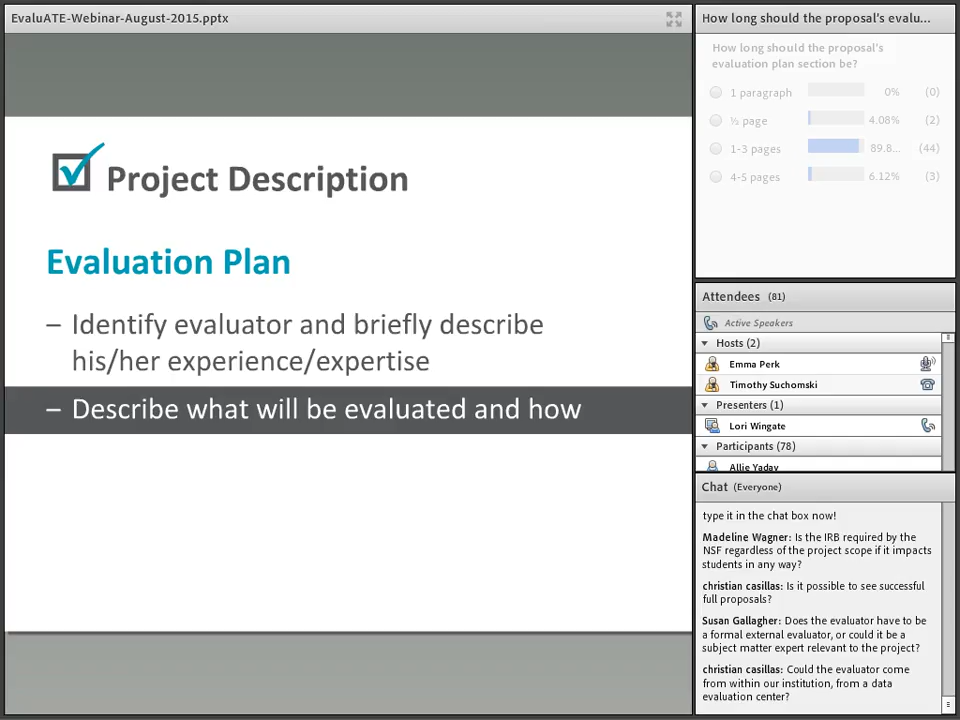 EvaluATE-Webinar-August-2015.pptx
Project Description
Evaluation Plan
– Identify evaluator and briefly describe
his/her experience/expertise
– Describe what will be evaluated and how
How long should the proposal's evalu...
How long should the proposal's
evaluation plan section be?
1 paragraph 0% (0)
½ page 4.08% (2)
1-3 pages 89.8... (44)
4-5 pages 6.12% (3)
Attendees (81)
Active Speakers
Hosts (2)
Emma Perk
Timothy Suchomski
Presenters (1)
Lori Wingate
Participants (78)
Allie Yaday
Chat (Everyone)
type it in the chat box now!
Madeline Wagner: Is the IRB required by the
NSF regardless of the project scope if it impacts
students in any way?
christian casillas: Is it possible to see successful
full proposals?
Susan Gallagher: Does the evaluator have to be
a formal external evaluator, or could it be a
subject matter expert relevant to the project?
christian casillas: Could the evaluator come
from within our institution, from a data
evaluation center?